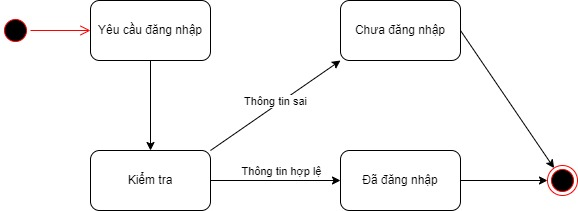 Yêu cầu đăng nhập
Chưa đăng nhập
Thông tin sai
Kiểm tra
Thông tin hợp lệ
Đã đăng nhập